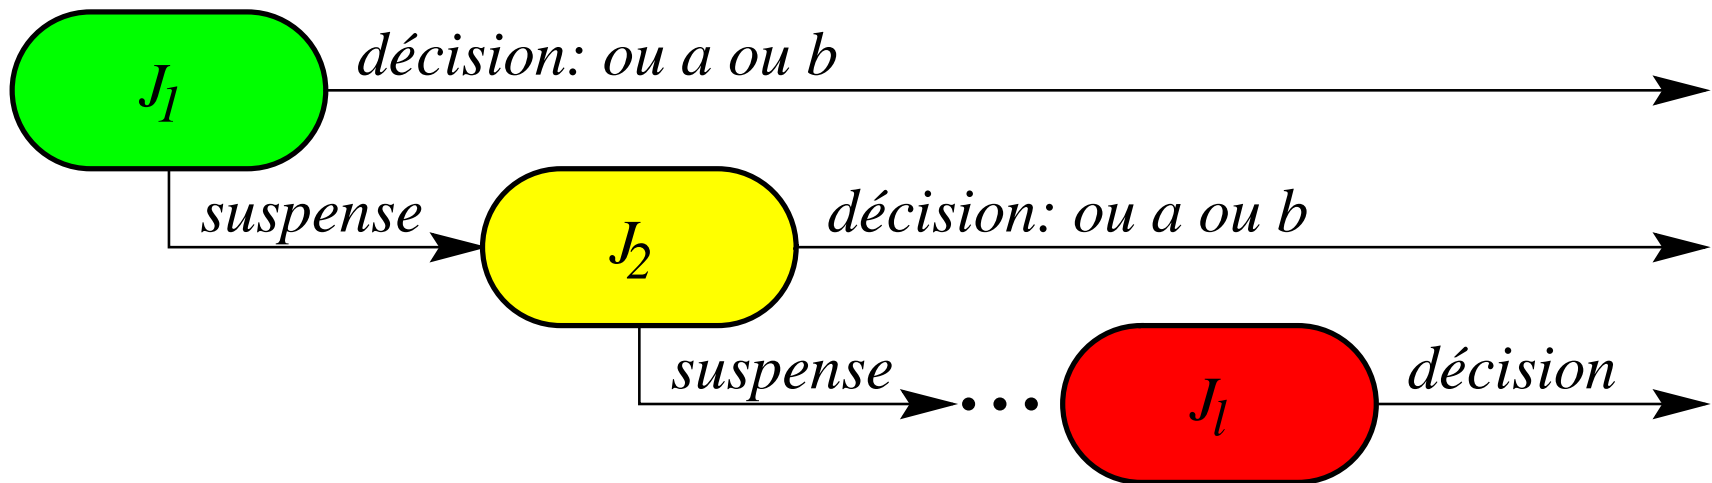 J1 décision: ou a ou b
suspense J2 décision: ou a ou b
suspense ... Jl décision